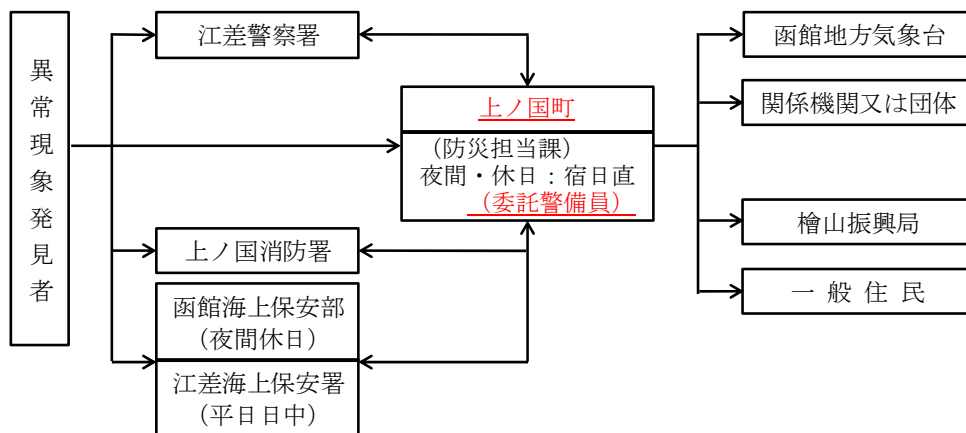 異常現象発見者
江差警察署
上ノ国町
(防災担当課)
夜間・休日：宿日直
(委託警備員)
上ノ国消防署
函館海上保安部
(夜間休日)
江差海上保安署
(平日日中)
函館地方気象台
関係機関又は団体
檜山振興局
一般住民